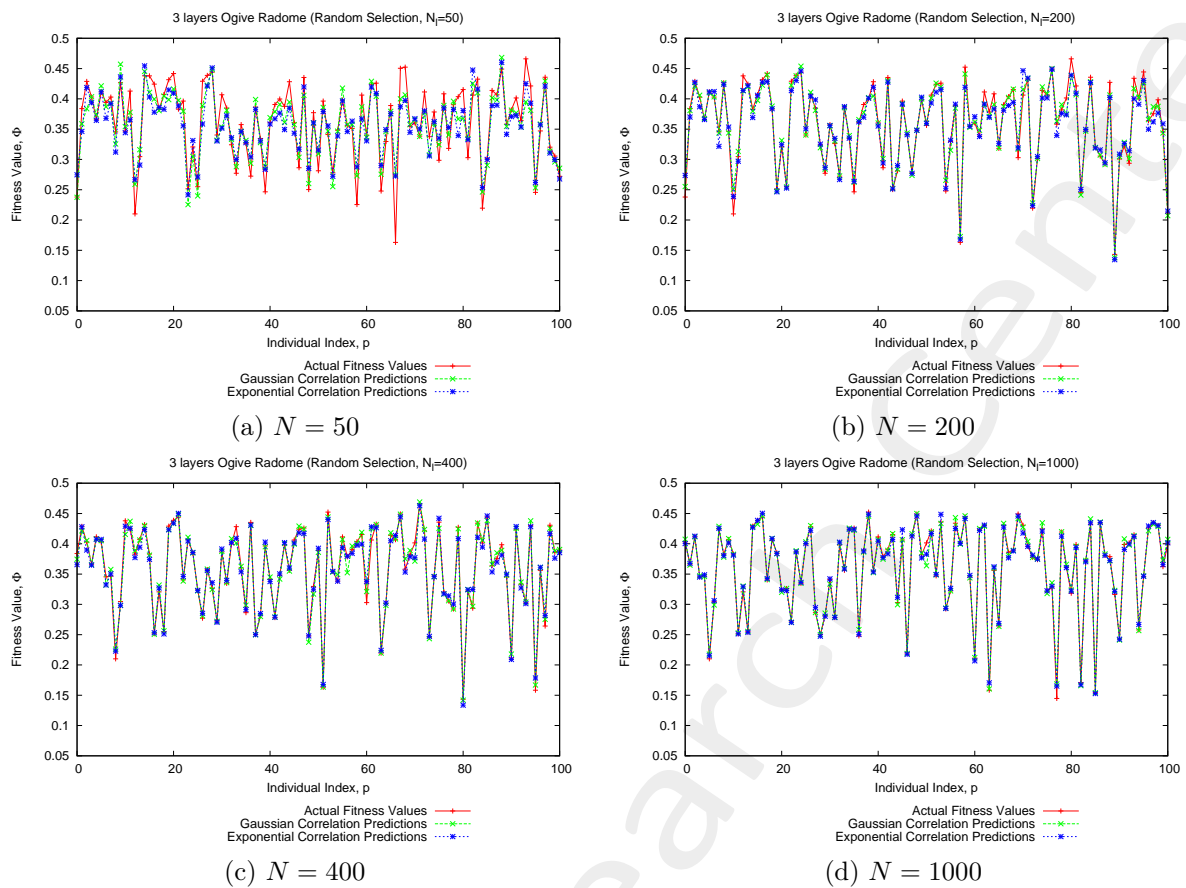 3 layers Ogive Radome (Random Selection, N_I=50)
Fitness Value, Φ
0.5
0.45
0.4
0.35
0.3
0.25
0.2
0.15
0.1
0.05
0 20 40 60 80 100
Individual Index, p
Actual Fitness Values
Gaussian Correlation Predictions
Exponential Correlation Predictions
(a) N = 50
3 layers Ogive Radome (Random Selection, N_I=200)
Fitness Value, Φ
0.5
0.45
0.4
0.35
0.3
0.25
0.2
0.15
0.1
0.05
0 20 40 60 80 100
Individual Index, p
Actual Fitness Values
Gaussian Correlation Predictions
Exponential Correlation Predictions
(b) N = 200
3 layers Ogive Radome (Random Selection, N_I=400)
Fitness Value, Φ
0.5
0.45
0.4
0.35
0.3
0.25
0.2
0.15
0.1
0.05
0 20 40 60 80 100
Individual Index, p
Actual Fitness Values
Gaussian Correlation Predictions
Exponential Correlation Predictions
(c) N = 400
3 layers Ogive Radome (Random Selection, N_I=1000)
Fitness Value, Φ
0.5
0.45
0.4
0.35
0.3
0.25
0.2
0.15
0.1
0.05
0 20 40 60 80 100
Individual Index, p
Actual Fitness Values
Gaussian Correlation Predictions
Exponential Correlation Predictions
(d) N = 1000
arch Cente